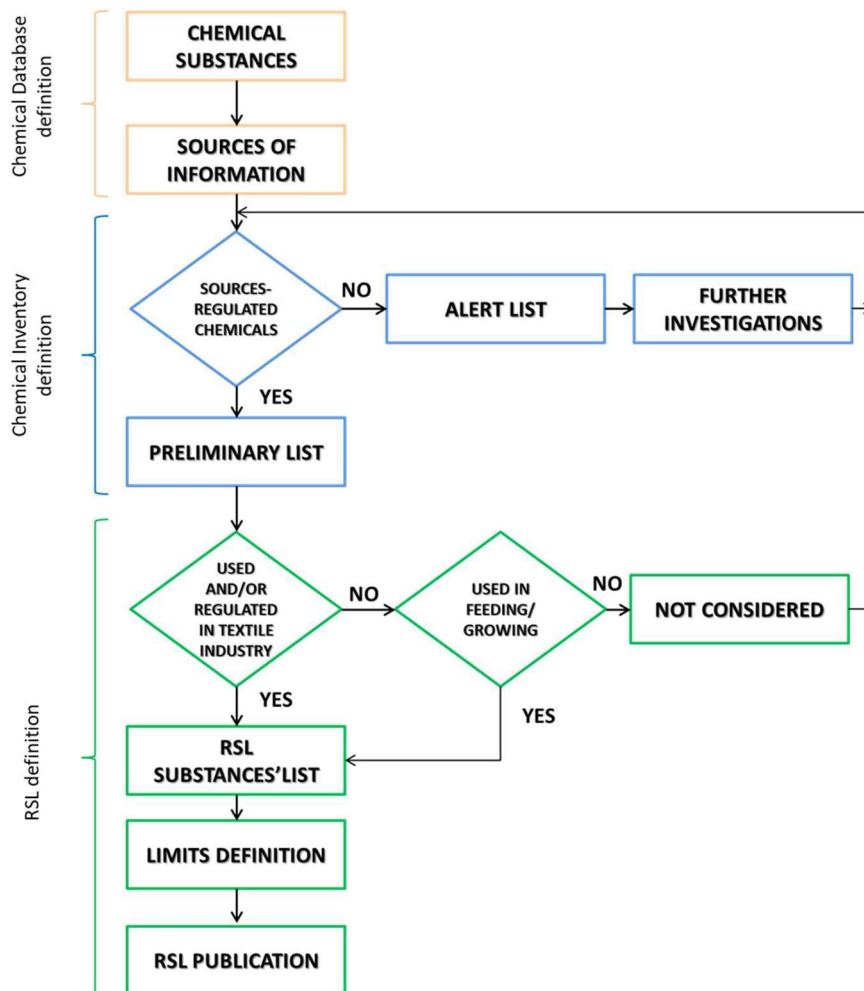 Chemical Database
definition
CHEMICAL
SUBSTANCES
SOURCES OF
INFORMATION
Chemical Inventory
definition
SOURCES-
REGULATED
CHEMICALS
NO
ALERT LIST
FURTHER
INVESTIGATIONS
YES
PRELIMINARY LIST
RSL definition
USED
AND/OR
REGULATED
IN TEXTILE
INDUSTRY
NO
USED IN
FEEDING/
GROWING
NO
NOT CONSIDERED
YES
YES
RSL
SUBSTANCES'LIST
LIMITS DEFINITION
RSL PUBLICATION